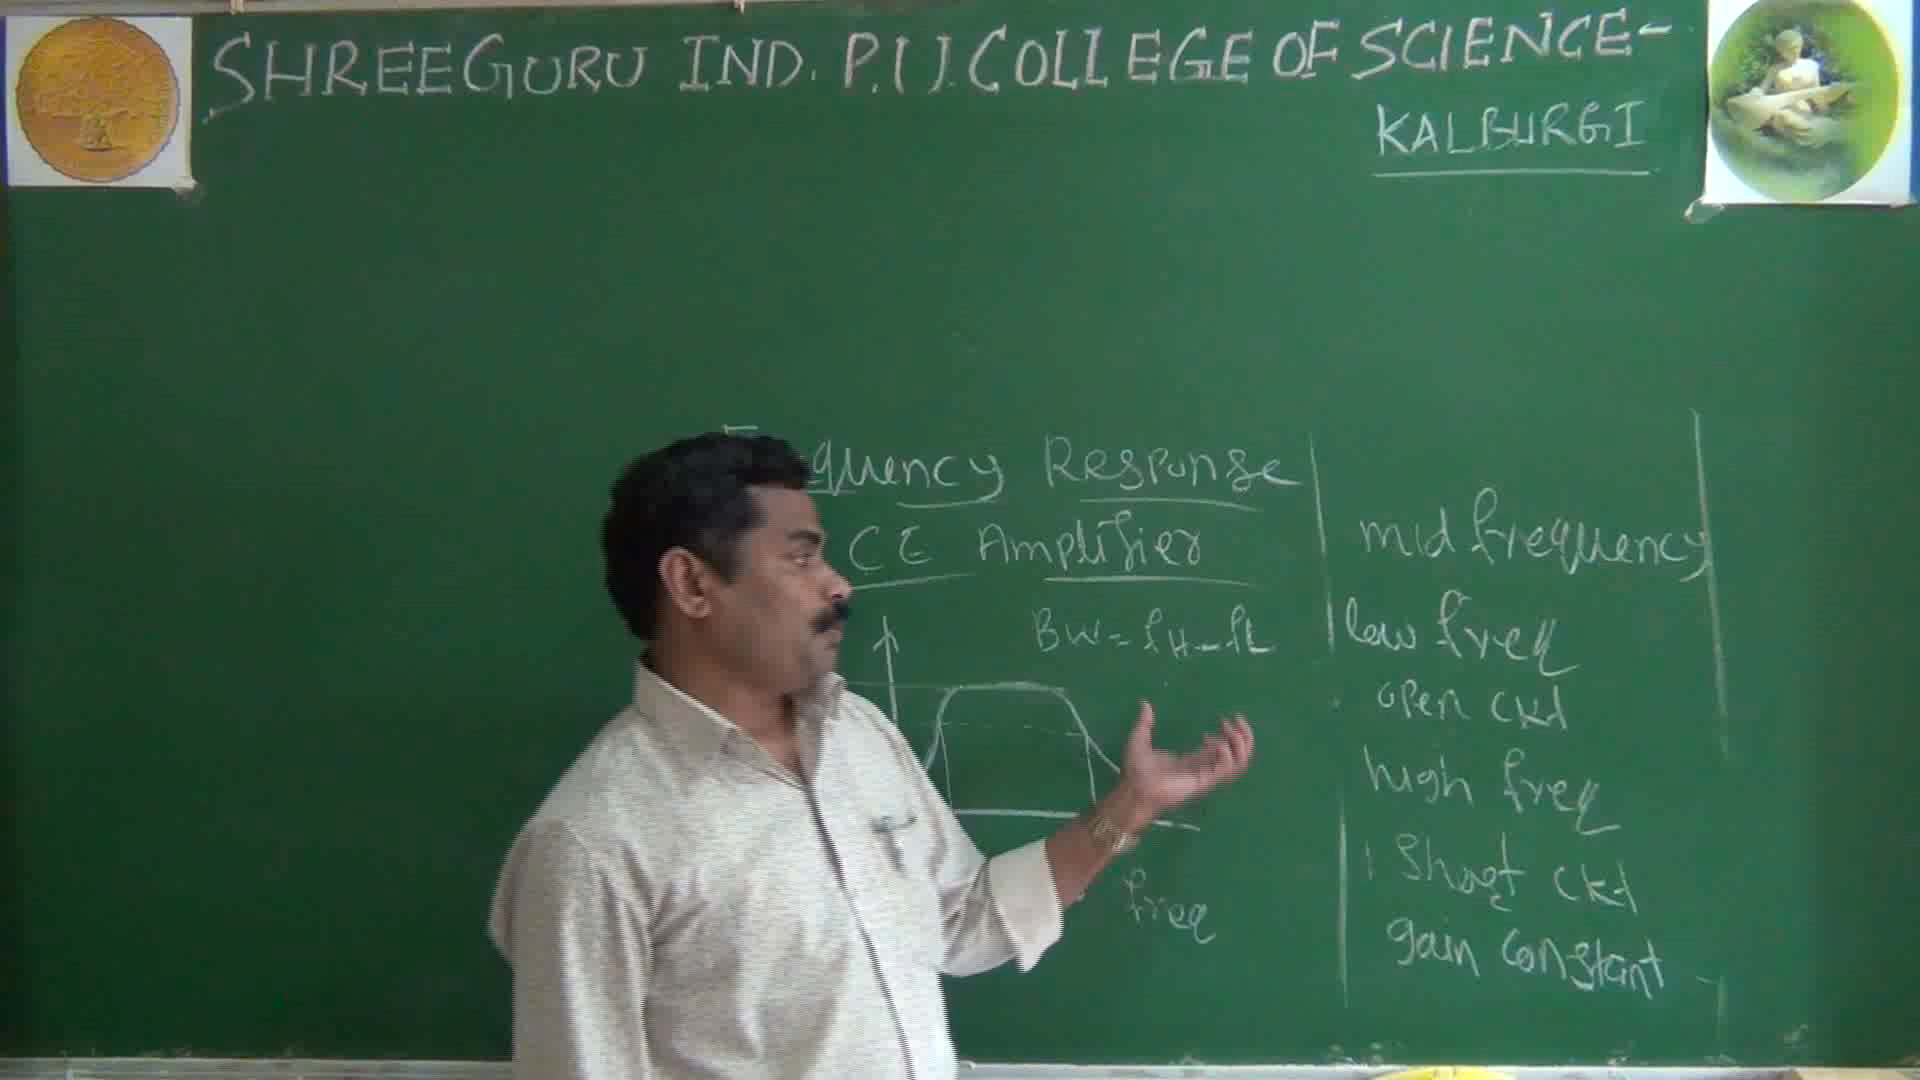 SHREEGURU IND. P.U.COLLEGE OF SCIENCE-
KALBURGI
Frequency Response
CE Amplifier
BW = fH - fL
freq
mid frequency
low freq
open ckt
high freq
short ckt
gain constant